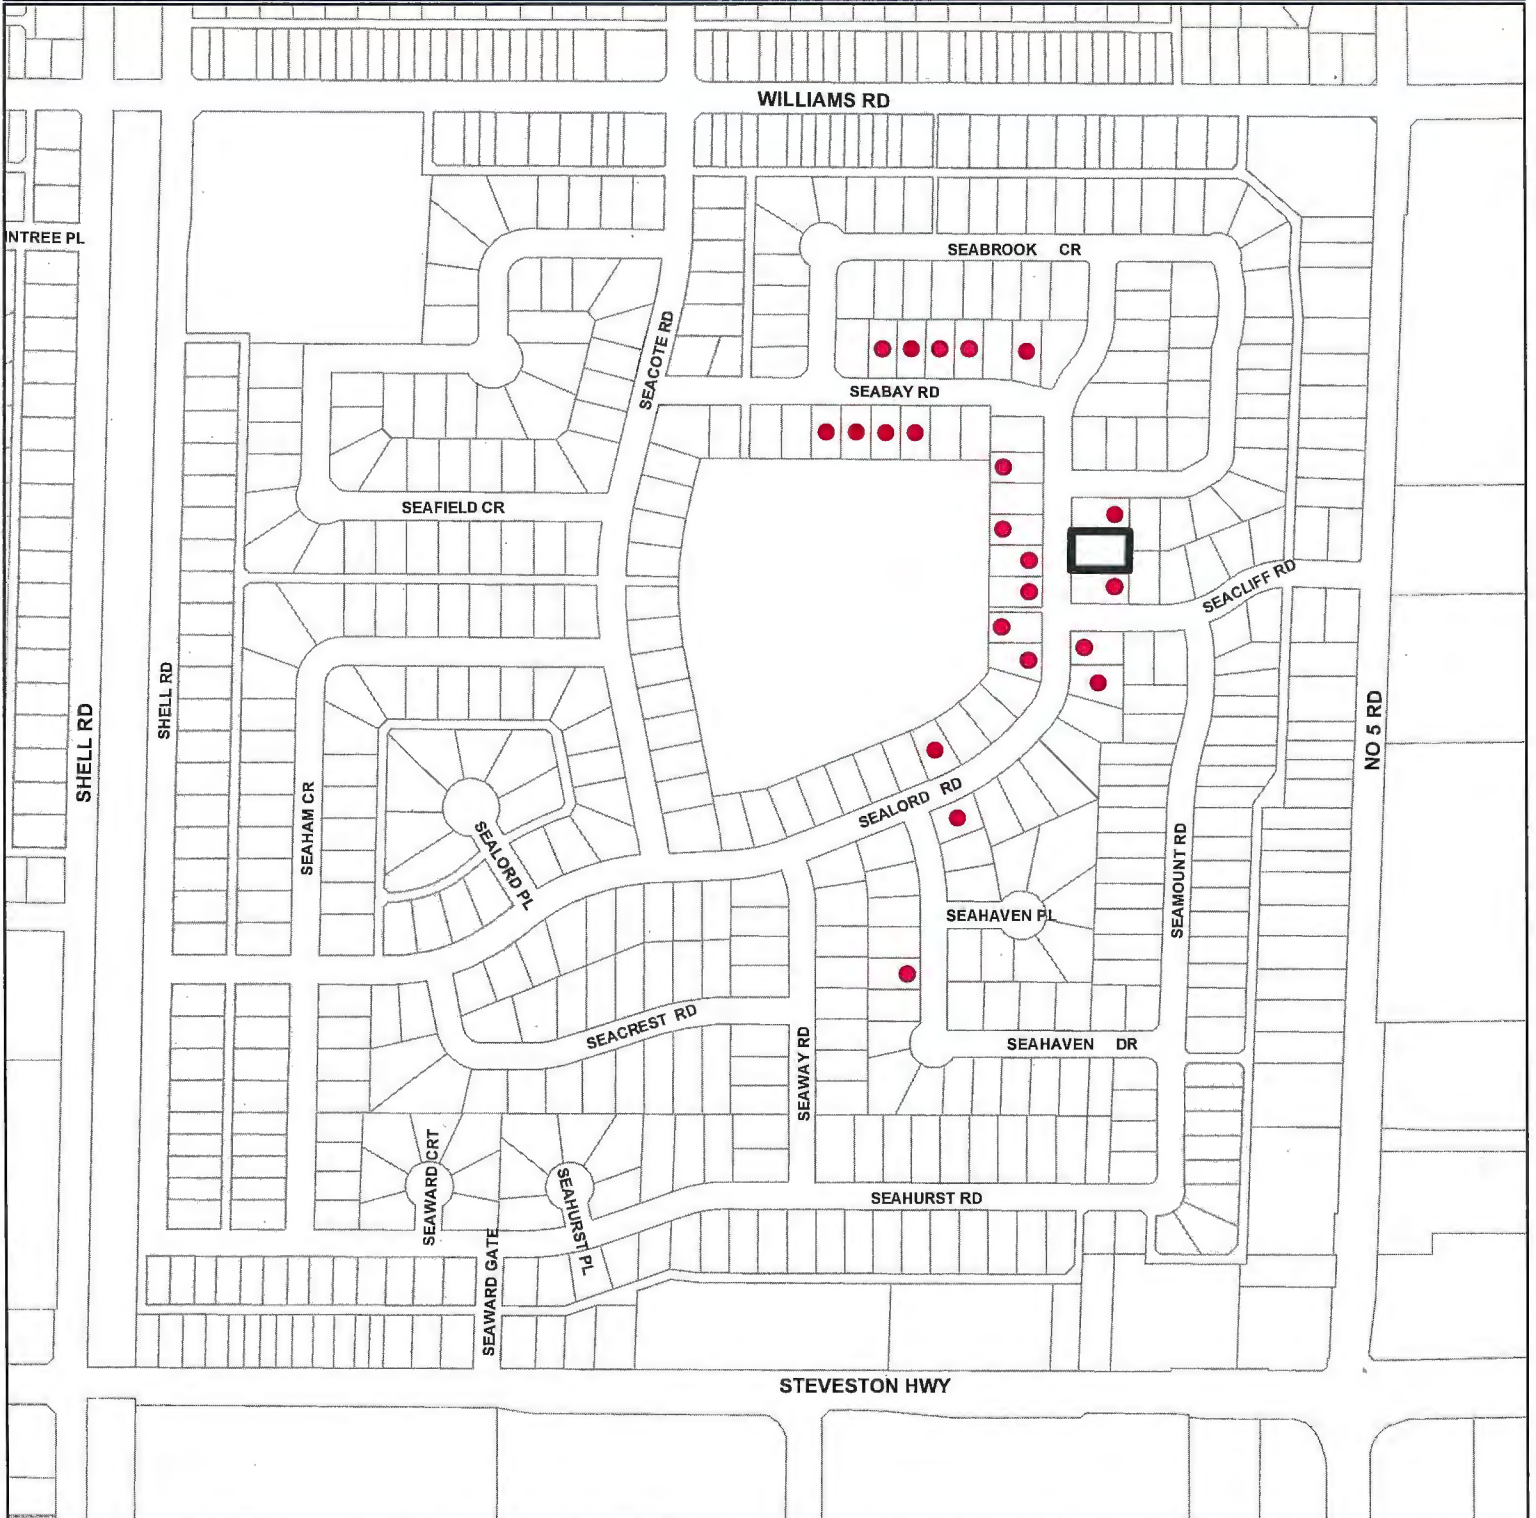 WILLIAMS RD
NTREE PL
SEABROOK CR
SEACOTE RD
SEABAY RD
SEAFIELD CR
SEACLIFF RD
SHELL RD
SHELL RD
NO 5 RD
SEALORD RD
SEAHAM CR
SEALORD PL
SEAMOUNT RD
SEAHAVEN PL
SEACREST RD
SEAWAY RD
SEAHAVEN DR
SEAWARD CRT
SEAHURST PL
SEAHURST RD
SEAWARD GATE
STEVESTON HWY